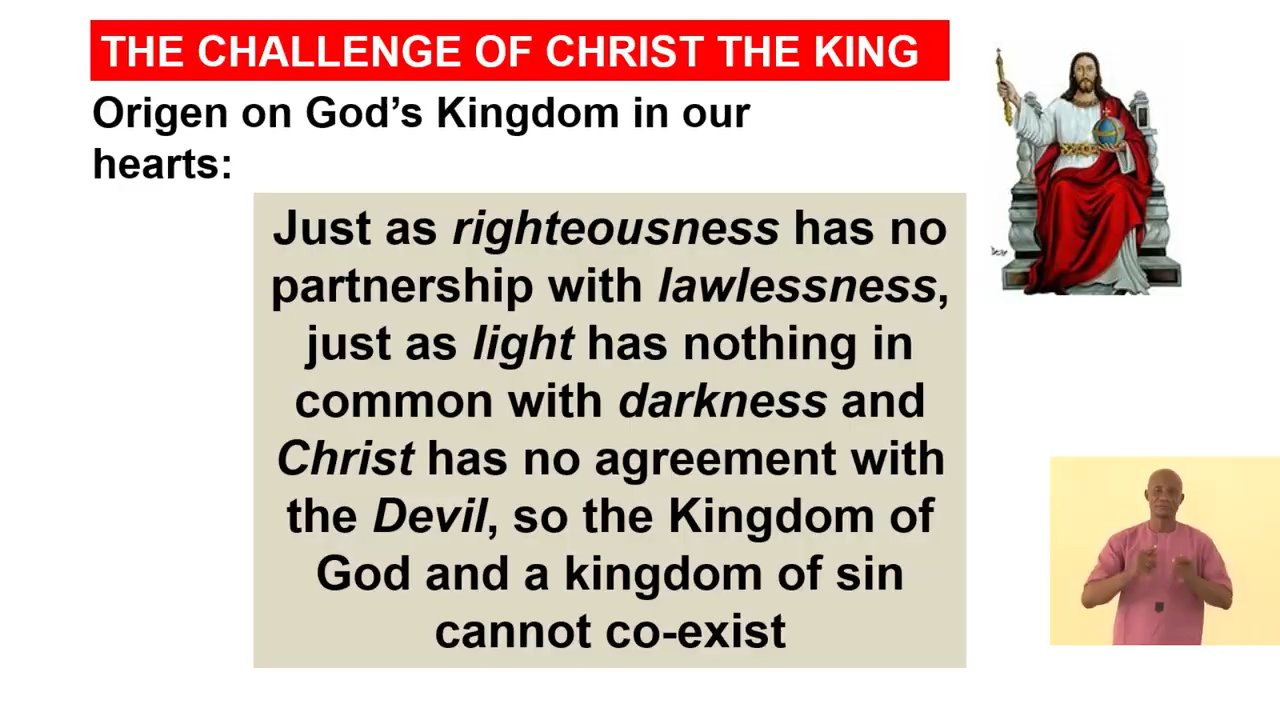 THE CHALLENGE OF CHRIST THE KING
Origen on God’s Kingdom in our
hearts:
Just as righteousness has no
partnership with lawlessness,
just as light has nothing in
common with darkness and
Christ has no agreement with
the Devil, so the Kingdom of
God and a kingdom of sin
cannot co-exist